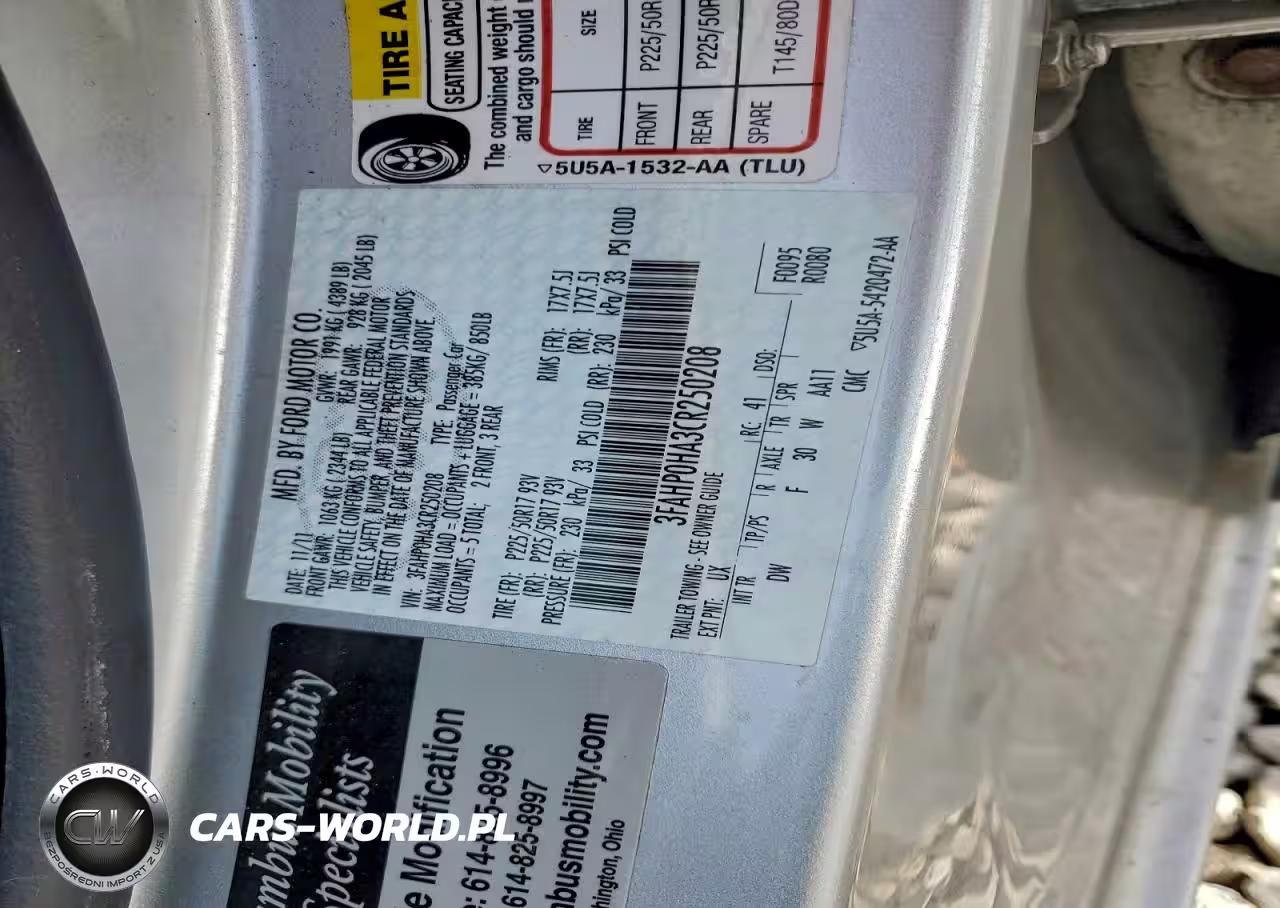 TIRE A
SEATING CAPAC
The combined weight
and cargo should
TIRE SIZE
FRONT P225/50R
REAR P225/50R
SPARE T145/80D
▽5U5A-1532-AA (TLU)
MFD. BY FORD MOTOR CO.
DATE: 11/11 GVWR: 1991 KG ( 4389 LB)
FRONT GAWR: 1063 KG ( 2344 LB) REAR GAWR: 928 KG ( 2045 LB)
THIS VEHICLE CONFORMS TO ALL APPLICABLE FEDERAL MOTOR
VEHICLE SAFETY, BUMPER, AND THEFT PREVENTION STANDARDS
IN EFFECT ON THE DATE OF MANUFACTURE SHOWN ABOVE.
VIN: 3FAHP0HA3CR250208 TYPE: Passenger Car
MAXIMUM LOAD = OCCUPANTS + LUGGAGE = 385KG/ 850LB
OCCUPANTS = 5 TOTAL; 2 FRONT, 3 REAR
TIRE (FR): P225/50R17 93V RIMS (FR): 17X7.5J
(RR): P225/50R17 93V (RR): 17X7.5J
PRESSURE (FR): 230 kPa/ 33 PSI COLD (RR): 230 kPa/ 33 PSI COLD
3FAHP0HA3CR250208
TRAILER TOWING - SEE OWNER GUIDE
F0095
R0080
EXT PNT: UX RC: 41 DSO:
INT TR TP/PS R AXLE TR SPR
DW F 30 W AA11
CMC ▽5U5A-5420472-AA
Mobility
Specialists
e Modification
614-825-8997
mbusmobility.com
hington, Ohio
CARS-WORLD
CW
BEZPOŚREDNI IMPORT Z USA
CARS-WORLD.PL